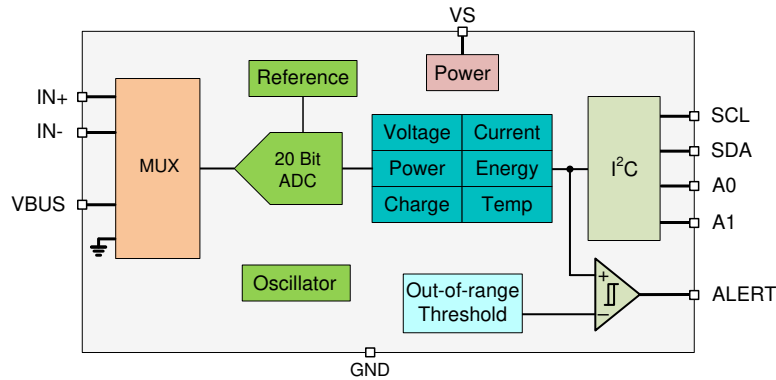 VS
Reference
Power
IN+
IN-
VBUS
MUX
20 Bit
ADC
Voltage
Current
Power
Energy
Charge
Temp
I²C
SCL
SDA
A0
A1
Oscillator
Out-of-range
Threshold
+
−
ALERT
GND